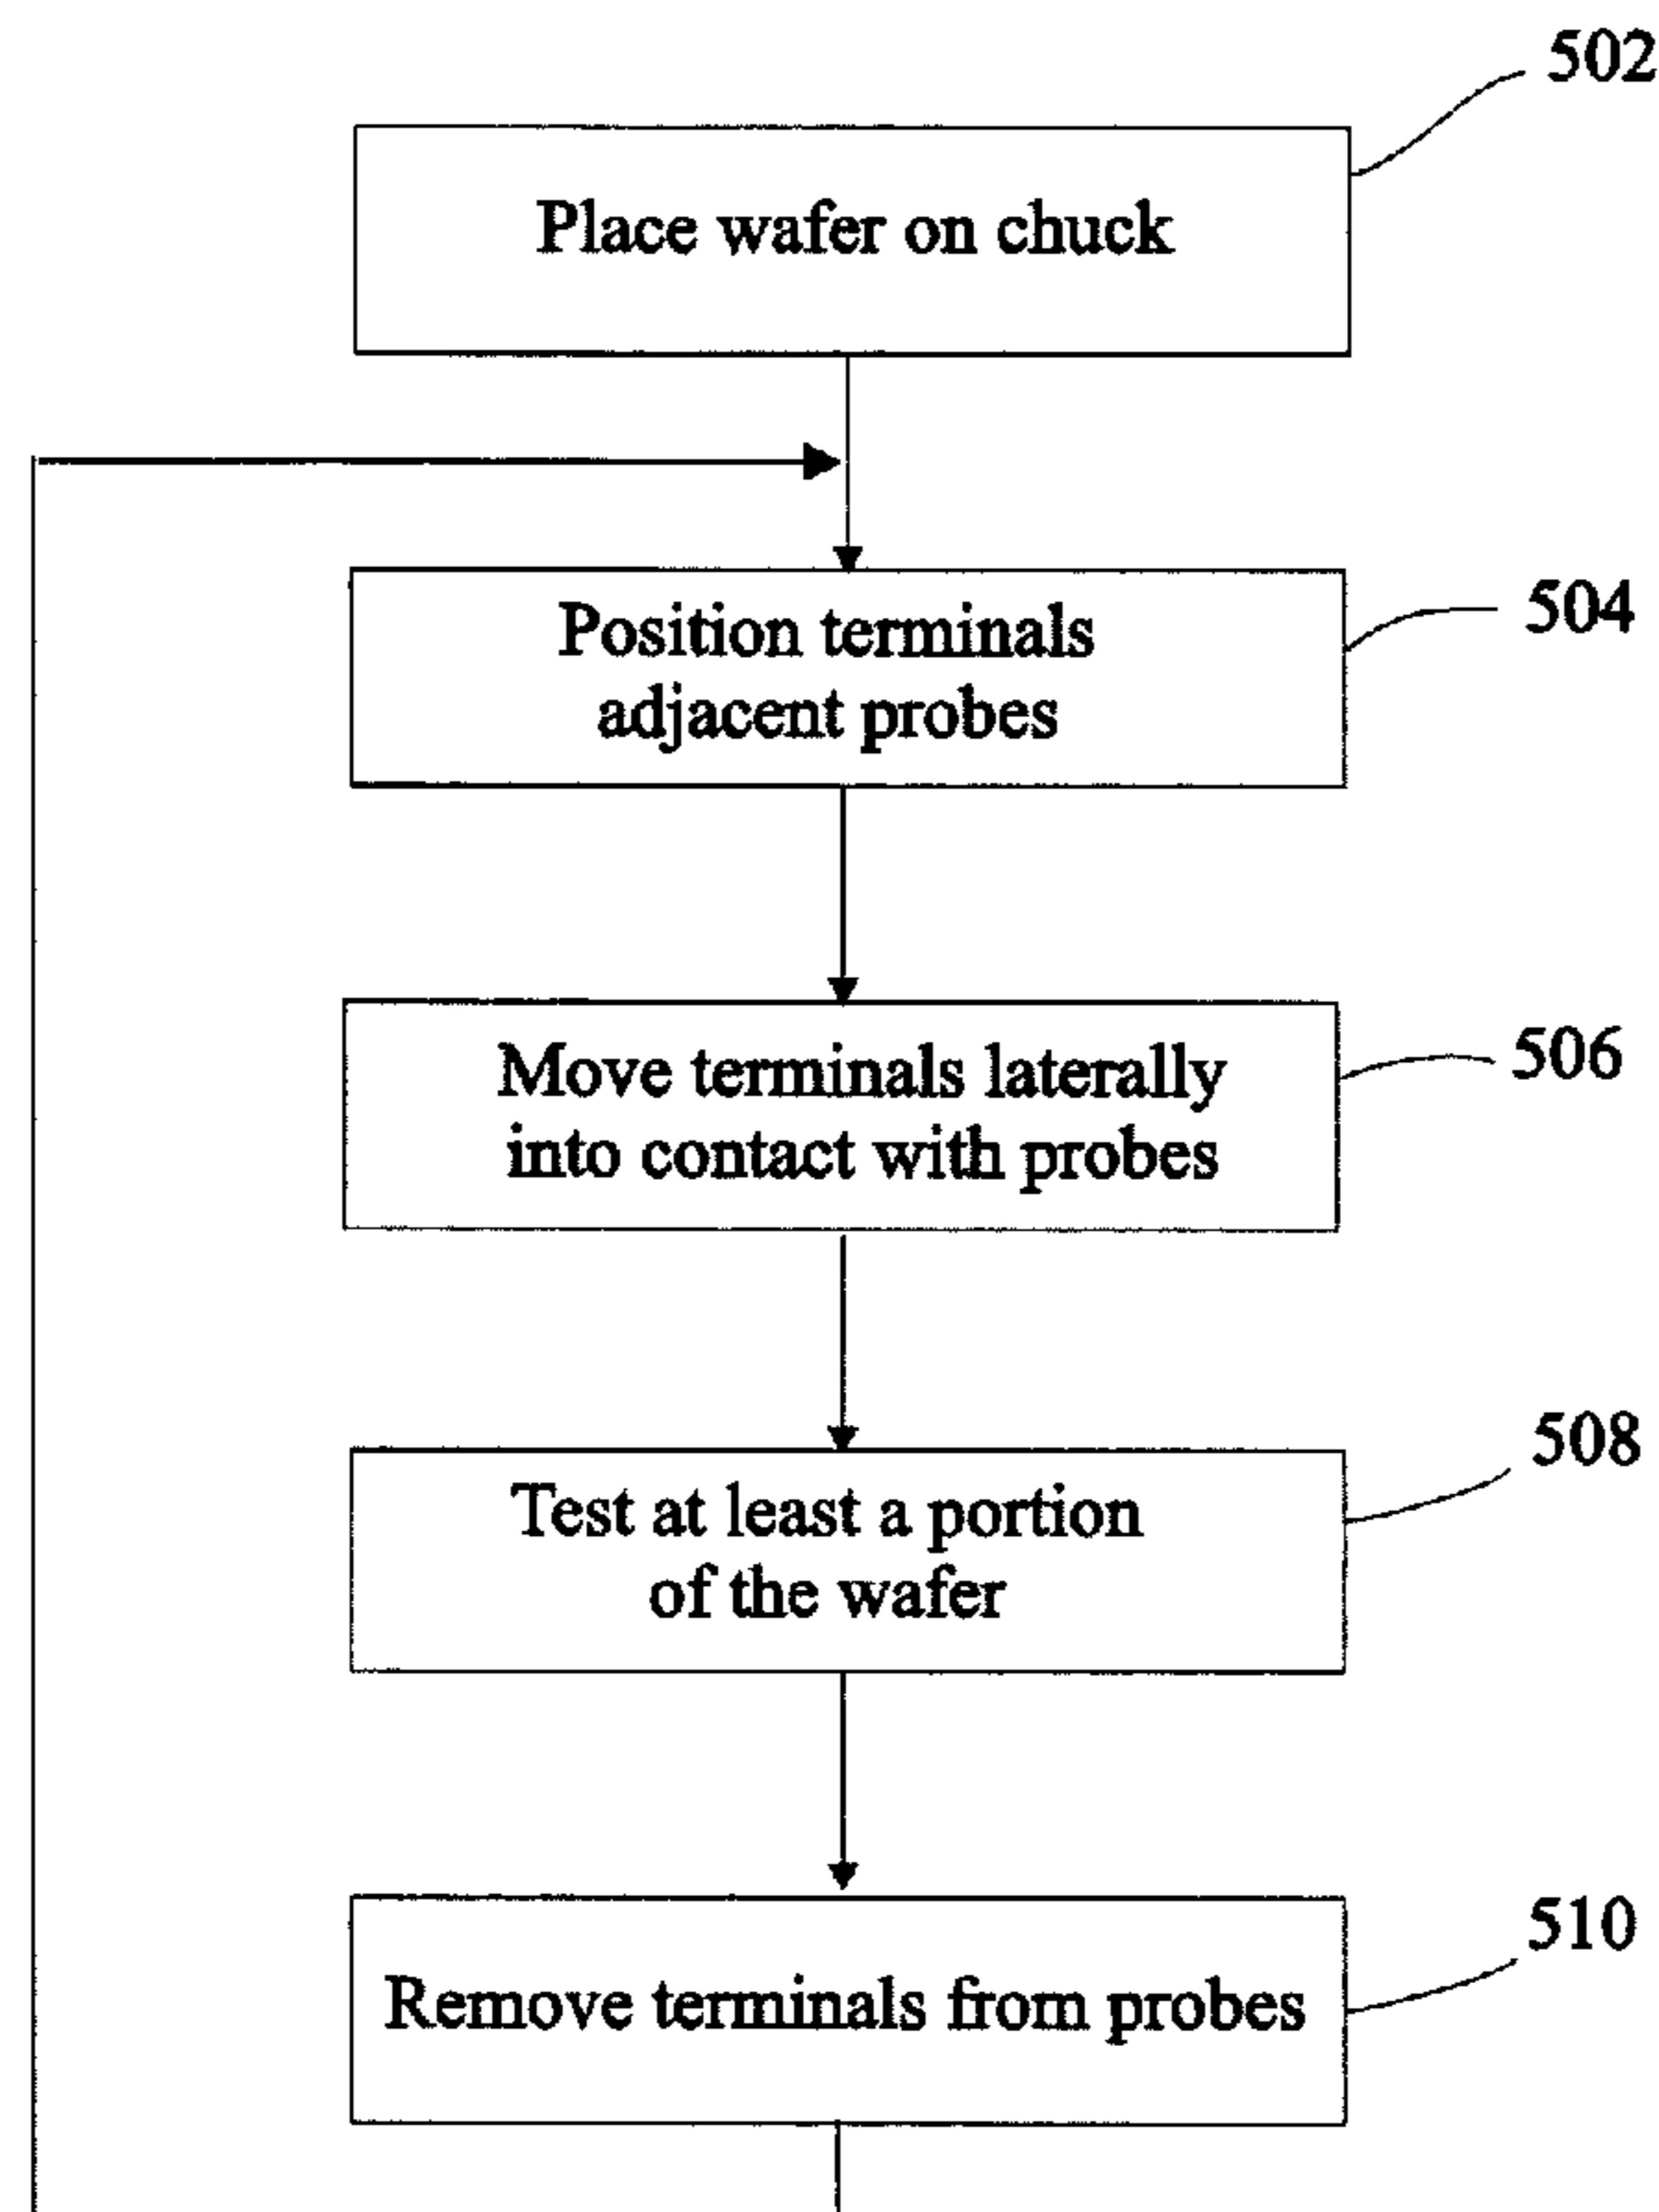 502
Place wafer on chuck
504
Position terminals
adjacent probes
506
Move terminals laterally
into contact with probes
508
Test at least a portion
of the wafer
510
Remove terminals from probes